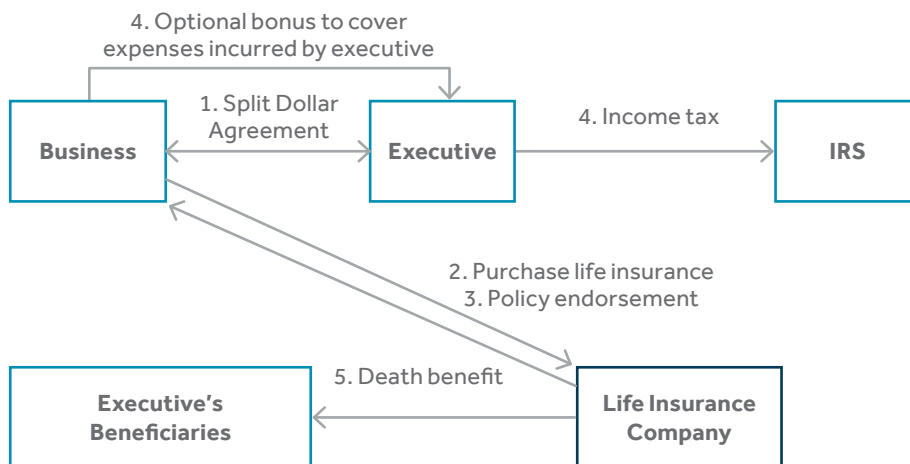 4. Optional bonus to cover
expenses incurred by executive
1. Split Dollar
Agreement
4. Income tax
Business
Executive
IRS
2. Purchase life insurance
3. Policy endorsement
5. Death benefit
Executive’s
Beneficiaries
Life Insurance
Company